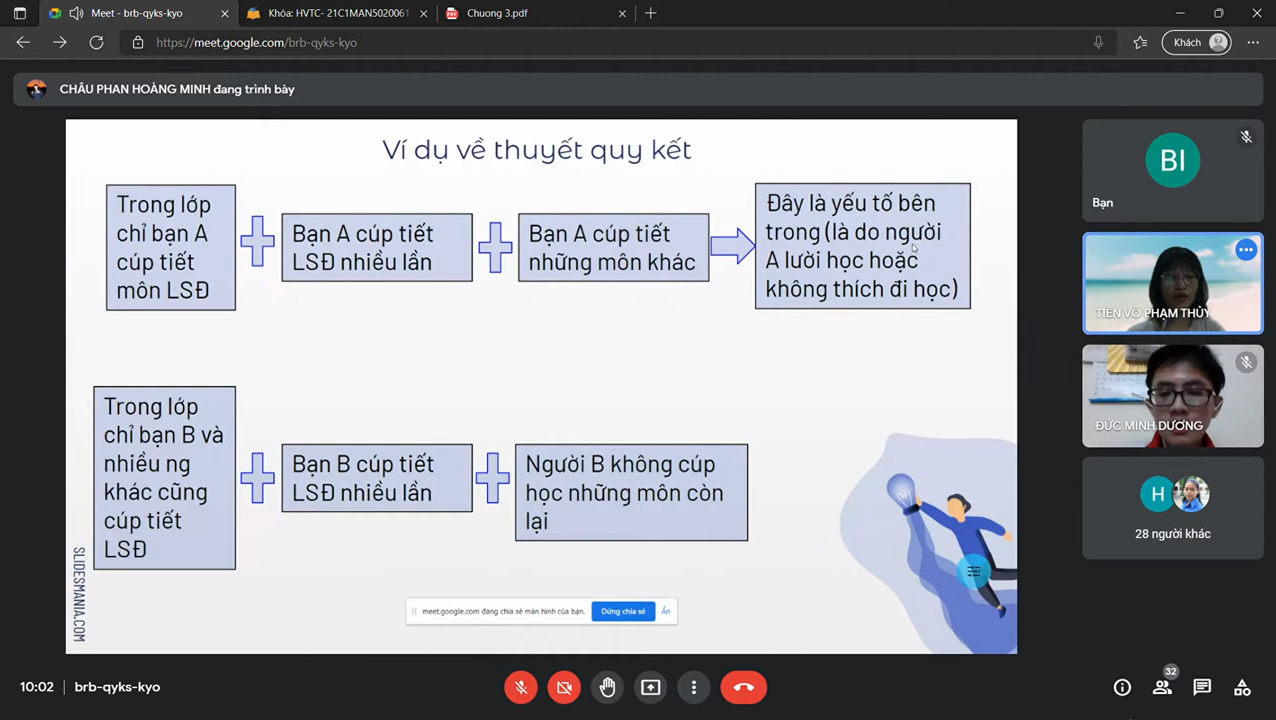 Meet - brb-qyks-kyo
Khóa: HVTC- 21C1MAN5020061
Chuong 3.pdf
https://meet.google.com/brb-qyks-kyo
Khách
CHÂU PHAN HOÀNG MINH đang trình bày
Ví dụ về thuyết quy kết
Trong lớp
chỉ bạn A
cúp tiết
môn LSĐ
Bạn A cúp tiết
LSĐ nhiều lần
Bạn A cúp tiết
những môn khác
Đây là yếu tố bên
trong (là do người
A lười học hoặc
không thích đi học)
Trong lớp
chỉ bạn B và
nhiều ng
khác cũng
cúp tiết
LSĐ
Bạn B cúp tiết
LSĐ nhiều lần
Người B không cúp
học những môn còn
lại
SLIDESMANIA.COM
meet.google.com đang chia sẻ màn hình của bạn.
Dừng chia sẻ
Ẩn
BI
Bạn
TIÊN VÕ PHẠM THỦY
ĐỨC MINH DƯƠNG
H
28 người khác
10:02
brb-qyks-kyo
32